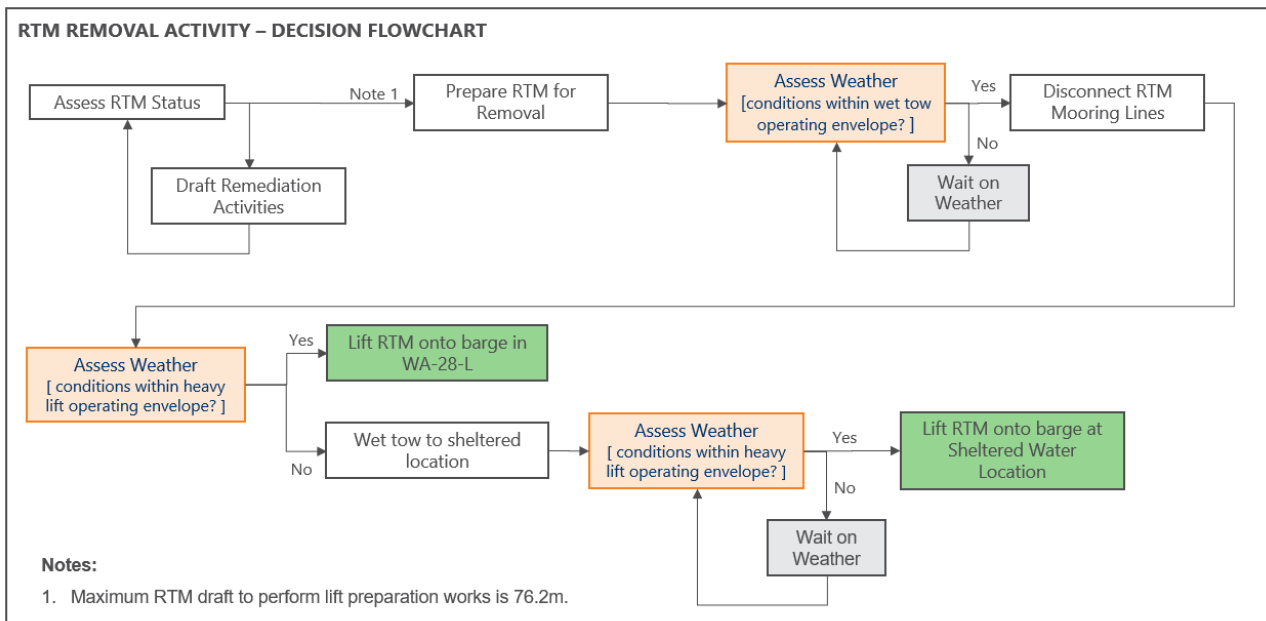 RTM REMOVAL ACTIVITY – DECISION FLOWCHART
Assess RTM Status
Note 1
Prepare RTM for
Removal
Assess Weather
[conditions within wet tow
operating envelope? ]
Yes
Disconnect RTM
Mooring Lines
No
Draft Remediation
Activities
Wait on
Weather
Assess Weather
[ conditions within heavy
lift operating envelope? ]
Yes
Lift RTM onto barge in
WA-28-L
No
Wet tow to sheltered
location
Assess Weather
[ conditions within heavy
lift operating envelope? ]
Yes
Lift RTM onto barge at
Sheltered Water
Location
No
Wait on
Weather
Notes:
1. Maximum RTM draft to perform lift preparation works is 76.2m.